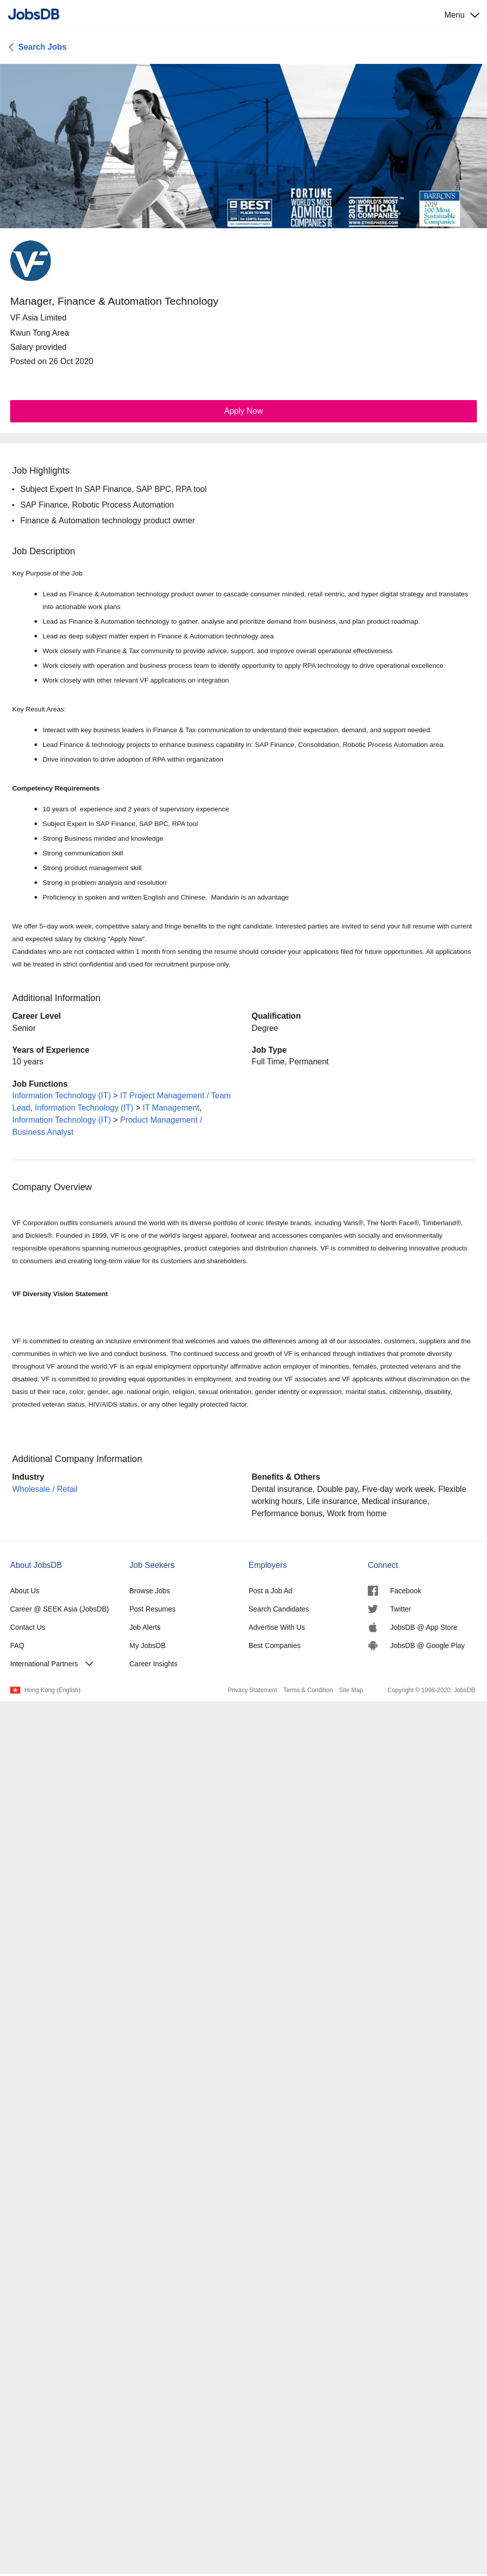 JobsDB
Menu
Search Jobs
BEST
PLACES TO WORK
FORTUNE
WORLD'S MOST
ADMIRED
COMPANIES
2019 WORLD'S MOST
ETHICAL
COMPANIES™
WWW.ETHISPHERE.COM
BARRON'S
2019
100 Most
Sustainable
Companies
VF
Manager, Finance & Automation Technology
VF Asia Limited
Kwun Tong Area
Salary provided
Posted on 26 Oct 2020
Apply Now
Job Highlights
• Subject Expert In SAP Finance, SAP BPC, RPA tool
• SAP Finance, Robotic Process Automation
• Finance & Automation technology product owner
Job Description
Key Purpose of the Job
• Lead as Finance & Automation technology product owner to cascade consumer minded, retail centric, and hyper digital strategy and translates
into actionable work plans
• Lead as Finance & Automation technology to gather, analyse and prioritize demand from business, and plan product roadmap.
• Lead as deep subject matter expert in Finance & Automation technology area
• Work closely with Finance & Tax community to provide advice, support, and improve overall operational effectiveness
• Work closely with operation and business process team to identify opportunity to apply RPA technology to drive operational excellence
• Work closely with other relevant VF applications on integration
Key Result Areas:
• Interact with key business leaders in Finance & Tax communication to understand their expectation, demand, and support needed.
• Lead Finance & technology projects to enhance business capability in: SAP Finance, Consolidation, Robotic Process Automation area.
• Drive innovation to drive adoption of RPA within organization
Competency Requirements
• 10 years of  experience and 2 years of supervisory experience
• Subject Expert In SAP Finance, SAP BPC, RPA tool
• Strong Business minded and knowledge
• Strong communication skill
• Strong product management skill
• Strong in problem analysis and resolution
• Proficiency in spoken and written English and Chinese.  Mandarin is an advantage
We offer 5–day work week, competitive salary and fringe benefits to the right candidate. Interested parties are invited to send your full resume with current
and expected salary by clicking "Apply Now".
Candidates who are not contacted within 1 month from sending the resume should consider your applications filed for future opportunities. All applications
will be treated in strict confidential and used for recruitment purpose only.
Additional Information
Career Level
Senior
Qualification
Degree
Years of Experience
10 years
Job Type
Full Time, Permanent
Job Functions
Information Technology (IT) > IT Project Management / Team
Lead, Information Technology (IT) > IT Management,
Information Technology (IT) > Product Management /
Business Analyst
Company Overview
VF Corporation outfits consumers around the world with its diverse portfolio of iconic lifestyle brands, including Vans®, The North Face®, Timberland®,
and Dickies®. Founded in 1899, VF is one of the world's largest apparel, footwear and accessories companies with socially and environmentally
responsible operations spanning numerous geographies, product categories and distribution channels. VF is committed to delivering innovative products
to consumers and creating long-term value for its customers and shareholders.
VF Diversity Vision Statement
VF is committed to creating an inclusive environment that welcomes and values the differences among all of our associates, customers, suppliers and the
communities in which we live and conduct business. The continued success and growth of VF is enhanced through initiatives that promote diversity
throughout VF around the world.VF is an equal employment opportunity/ affirmative action employer of minorities, females, protected veterans and the
disabled. VF is committed to providing equal opportunities in employment, and treating our VF associates and VF applicants without discrimination on the
basis of their race, color, gender, age, national origin, religion, sexual orientation, gender identity or expression, marital status, citizenship, disability,
protected veteran status, HIV/AIDS status, or any other legally protected factor.
Additional Company Information
Industry
Wholesale / Retail
Benefits & Others
Dental insurance, Double pay, Five-day work week, Flexible
working hours, Life insurance, Medical insurance,
Performance bonus, Work from home
About JobsDB
About Us
Career @ SEEK Asia (JobsDB)
Contact Us
FAQ
International Partners
Job Seekers
Browse Jobs
Post Resumes
Job Alerts
My JobsDB
Career Insights
Employers
Post a Job Ad
Search Candidates
Advertise With Us
Best Companies
Connect
Facebook
Twitter
JobsDB @ App Store
JobsDB @ Google Play
Hong Kong (English)
Privacy Statement
Terms & Condition
Site Map
Copyright © 1998-2020, JobsDB.